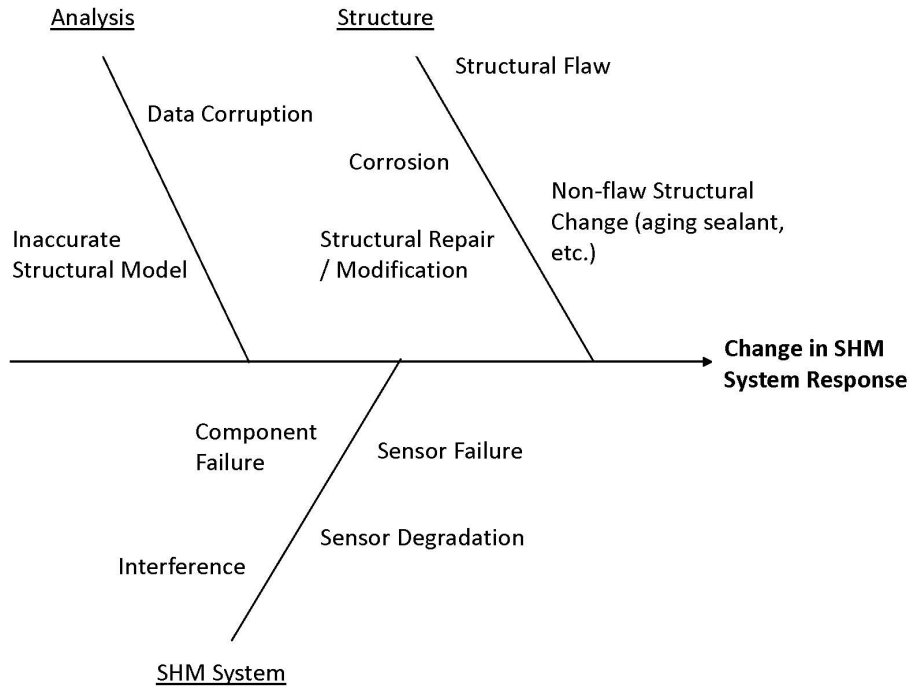 Analysis
Structure
Structural Flaw
Data Corruption
Corrosion
Non-flaw Structural
Change (aging sealant,
etc.)
Inaccurate
Structural Model
Structural Repair
/ Modification
Change in SHM
System Response
Component
Failure
Sensor Failure
Sensor Degradation
Interference
SHM System